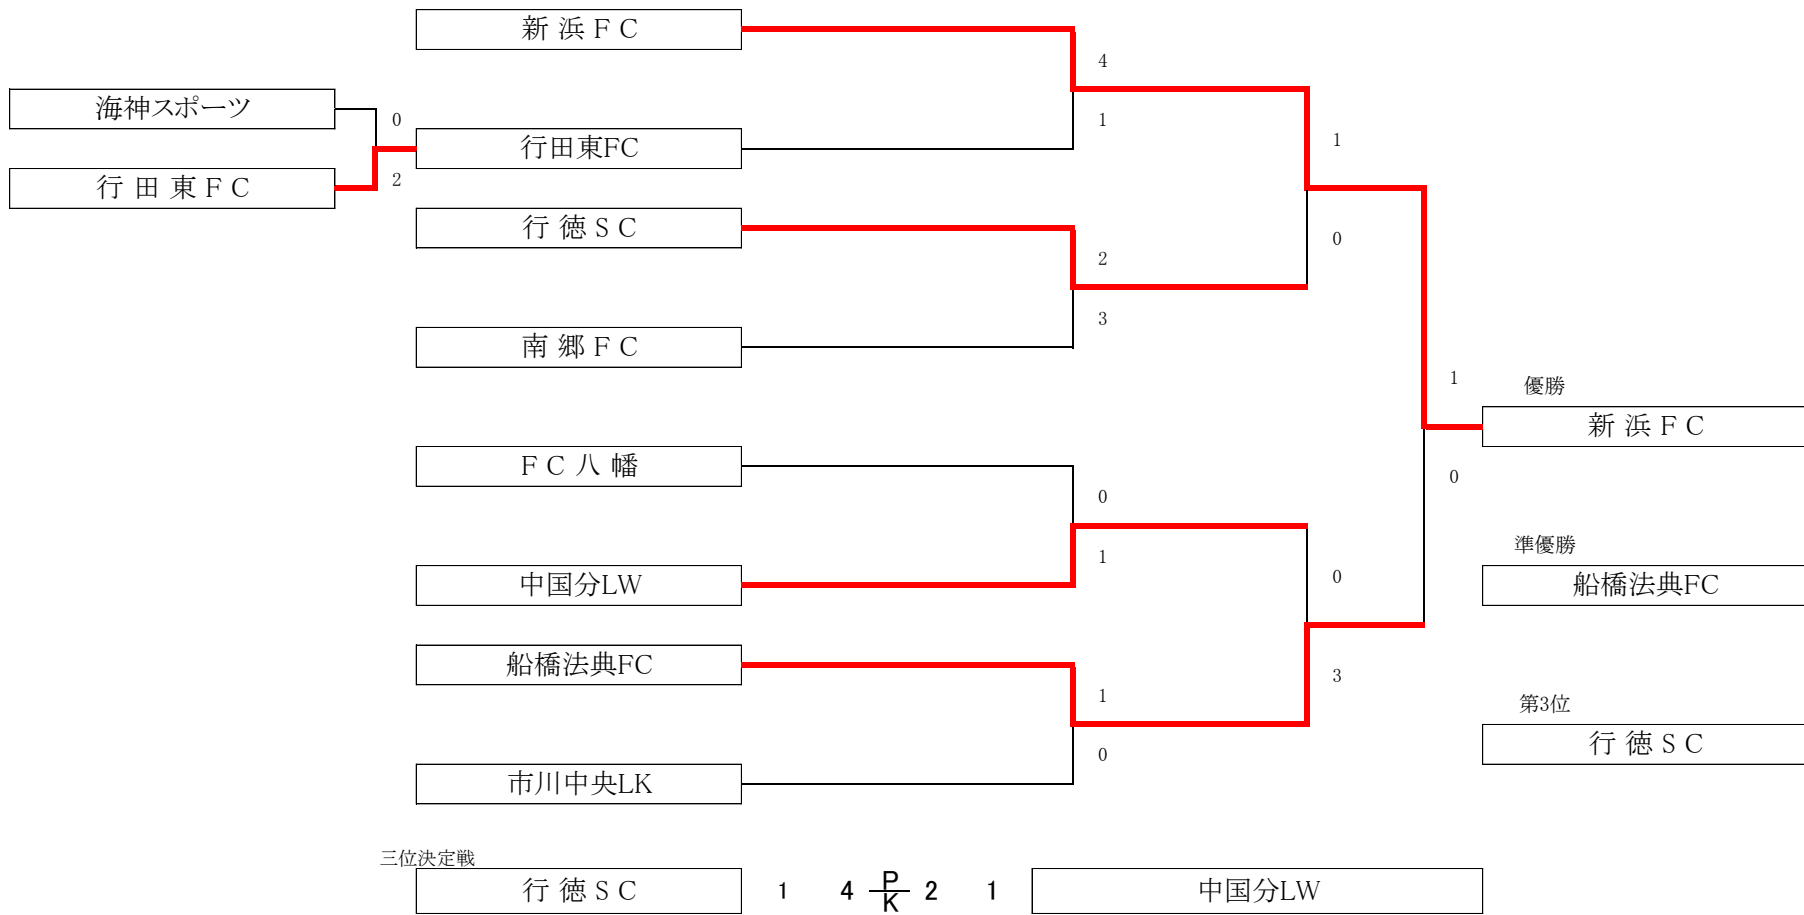 新 浜 F C
4
海神スポーツ
0
1
1
行田東FC
行 田 東 F C
2
行 徳 S C
0
2
3
南 郷 F C
1
優勝
新 浜 F C
F C 八 幡
0
0
準優勝
1
0
中国分LW
船橋法典FC
船橋法典FC
3
1
第3位
行 徳 S C
0
市川中央LK
三位決定戦
行 徳 S C 1 4 P/K 2 1 中国分LW